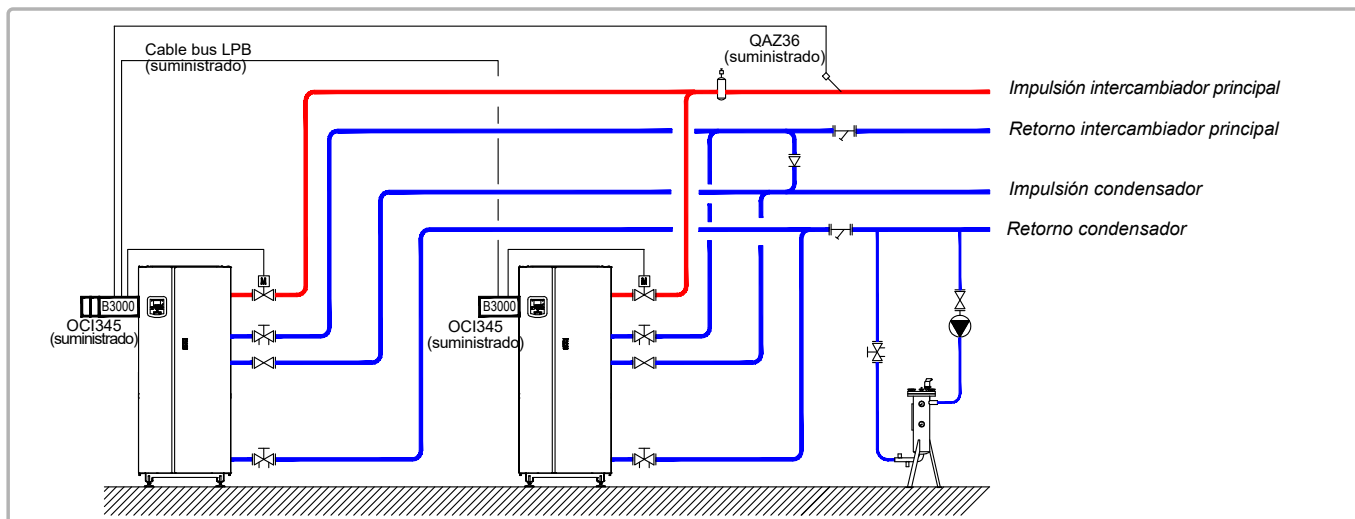 Cable bus LPB
(suministrado)
QAZ36
(suministrado)
Impulsión intercambiador principal
Retorno intercambiador principal
Impulsión condensador
Retorno condensador
M
M
B3000
B3000
OCI345
(suministrado)
OCI345
(suministrado)